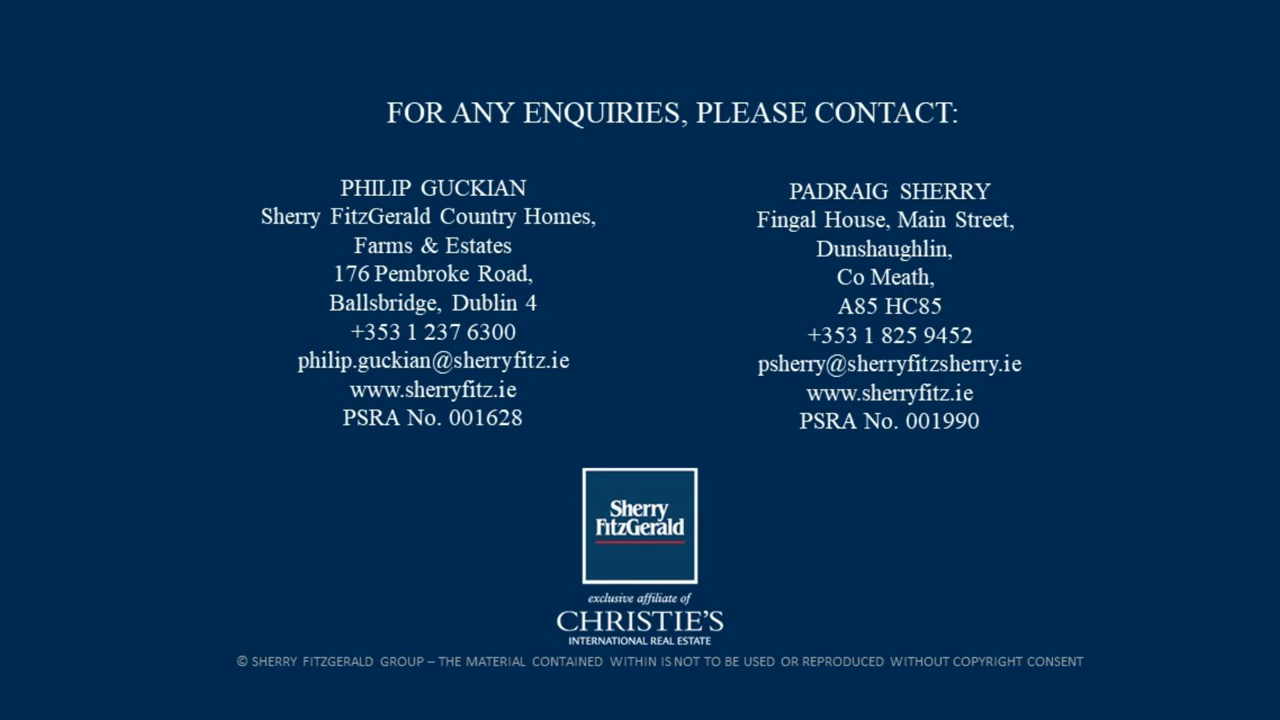 FOR ANY ENQUIRIES, PLEASE CONTACT:
PHILIP GUCKIAN
Sherry FitzGerald Country Homes,
Farms & Estates
176 Pembroke Road,
Ballsbridge, Dublin 4
+353 1 237 6300
philip.guckian@sherryfitz.ie
www.sherryfitz.ie
PSRA No. 001628
PADRAIG SHERRY
Fingal House, Main Street,
Dunshaughlin,
Co Meath,
A85 HC85
+353 1 825 9452
psherry@sherryfitzsherry.ie
www.sherryfitz.ie
PSRA No. 001990
Sherry
FitzGerald
exclusive affiliate of
CHRISTIE'S
INTERNATIONAL REAL ESTATE
© SHERRY FITZGERALD GROUP – THE MATERIAL CONTAINED WITHIN IS NOT TO BE USED OR REPRODUCED WITHOUT COPYRIGHT CONSENT